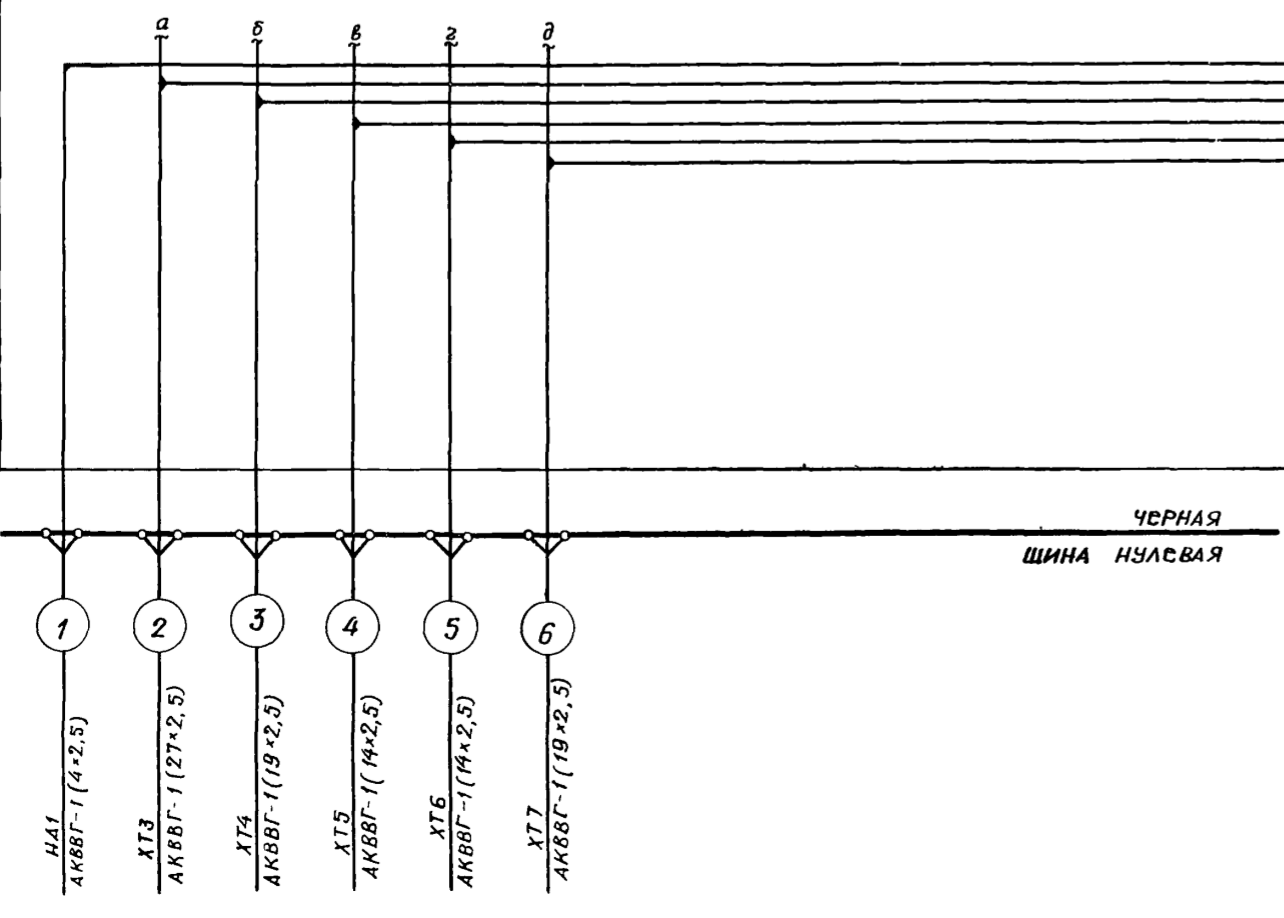 а б в г д
ЧЕРНАЯ
ШИНА НУЛЕВАЯ
1 2 3 4 5 6
НА1
АКВВГ-1(4×2,5)
ХТ3
АКВВГ-1(27×2,5)
ХТ4
АКВВГ-1(19×2,5)
ХТ5
АКВВГ-1(14×2,5)
ХТ6
АКВВГ-1(14×2,5)
ХТ7
АКВВГ-1(19×2,5)